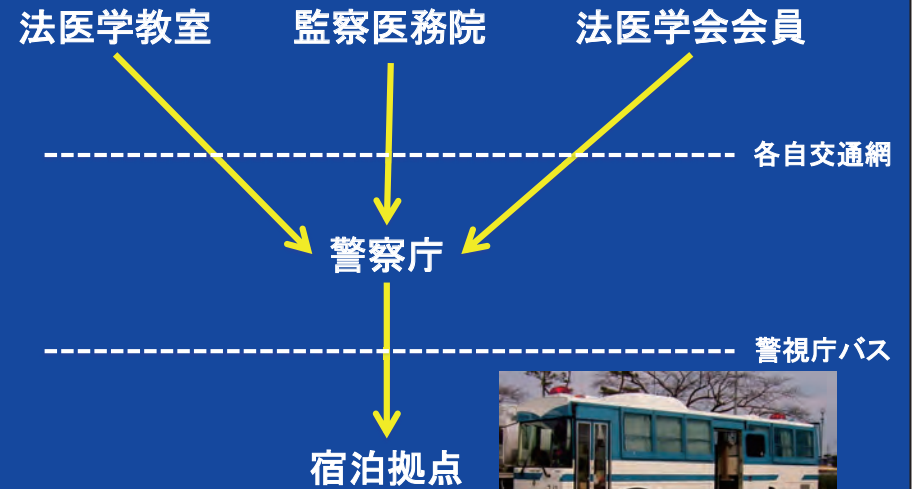 法医学教室 監察医務院 法医学会会員
各自交通網
警察庁
警視庁バス
宿泊拠点